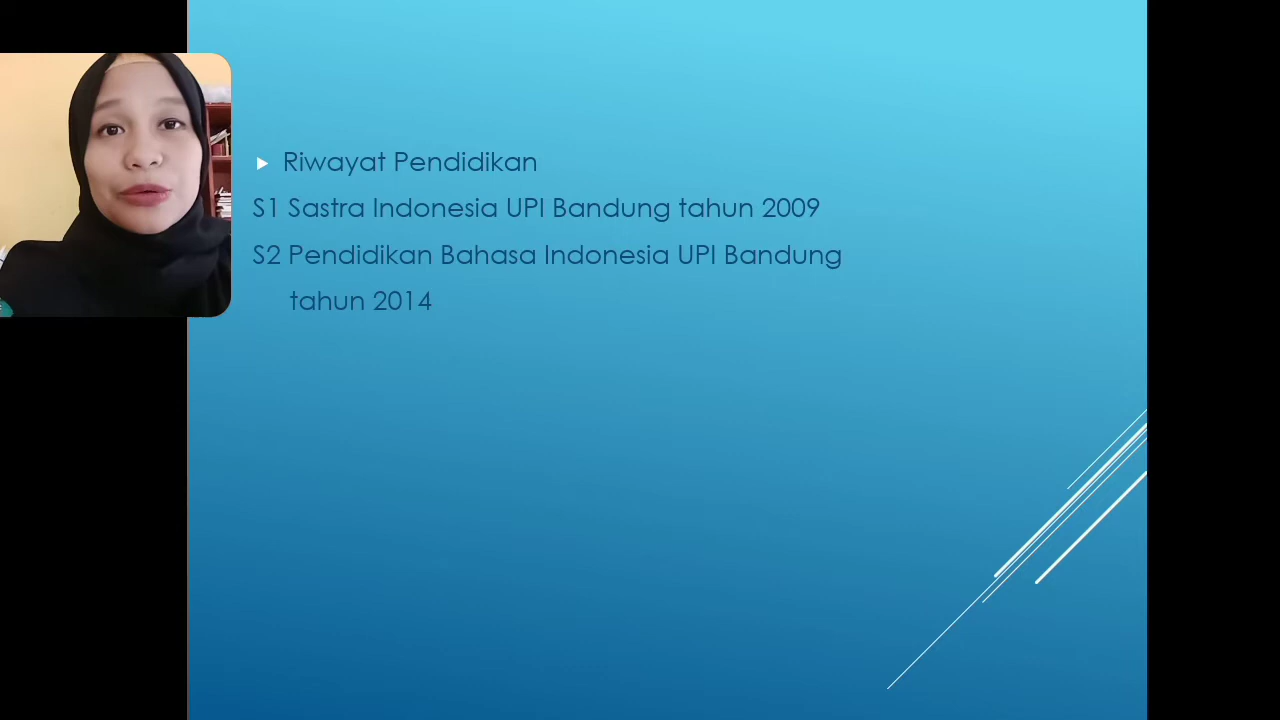 Riwayat Pendidikan
S1 Sastra Indonesia UPI Bandung tahun 2009
S2 Pendidikan Bahasa Indonesia UPI Bandung
tahun 2014